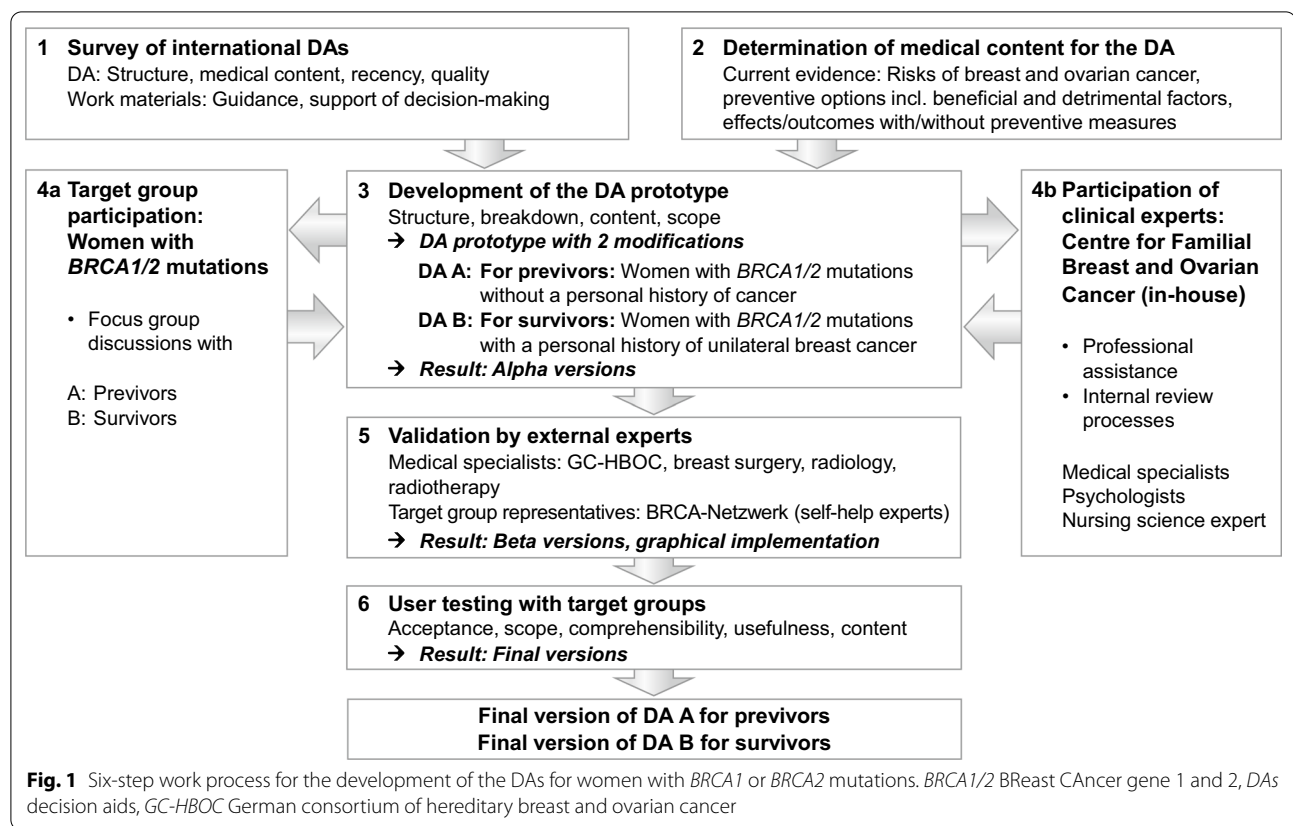 1 Survey of international DAs
DA: Structure, medical content, recency, quality
Work materials: Guidance, support of decision-making
2 Determination of medical content for the DA
Current evidence: Risks of breast and ovarian cancer,
preventive options incl. beneficial and detrimental factors,
effects/outcomes with/without preventive measures
4a Target group
participation:
Women with
BRCA1/2 mutations
• Focus group
discussions with
A: Previvors
B: Survivors
3 Development of the DA prototype
Structure, breakdown, content, scope
→ DA prototype with 2 modifications
DA A: For previvors: Women with BRCA1/2 mutations
without a personal history of cancer
DA B: For survivors: Women with BRCA1/2 mutations
with a personal history of unilateral breast cancer
→ Result: Alpha versions
4b Participation of
clinical experts:
Centre for Familial
Breast and Ovarian
Cancer (in-house)
• Professional
assistance
• Internal review
processes
Medical specialists
Psychologists
Nursing science expert
5 Validation by external experts
Medical specialists: GC-HBOC, breast surgery, radiology,
radiotherapy
Target group representatives: BRCA-Netzwerk (self-help experts)
→ Result: Beta versions, graphical implementation
6 User testing with target groups
Acceptance, scope, comprehensibility, usefulness, content
→ Result: Final versions
Final version of DA A for previvors
Final version of DA B for survivors
Fig. 1 Six-step work process for the development of the DAs for women with BRCA1 or BRCA2 mutations. BRCA1/2 BReast CAncer gene 1 and 2, DAs
decision aids, GC-HBOC German consortium of hereditary breast and ovarian cancer